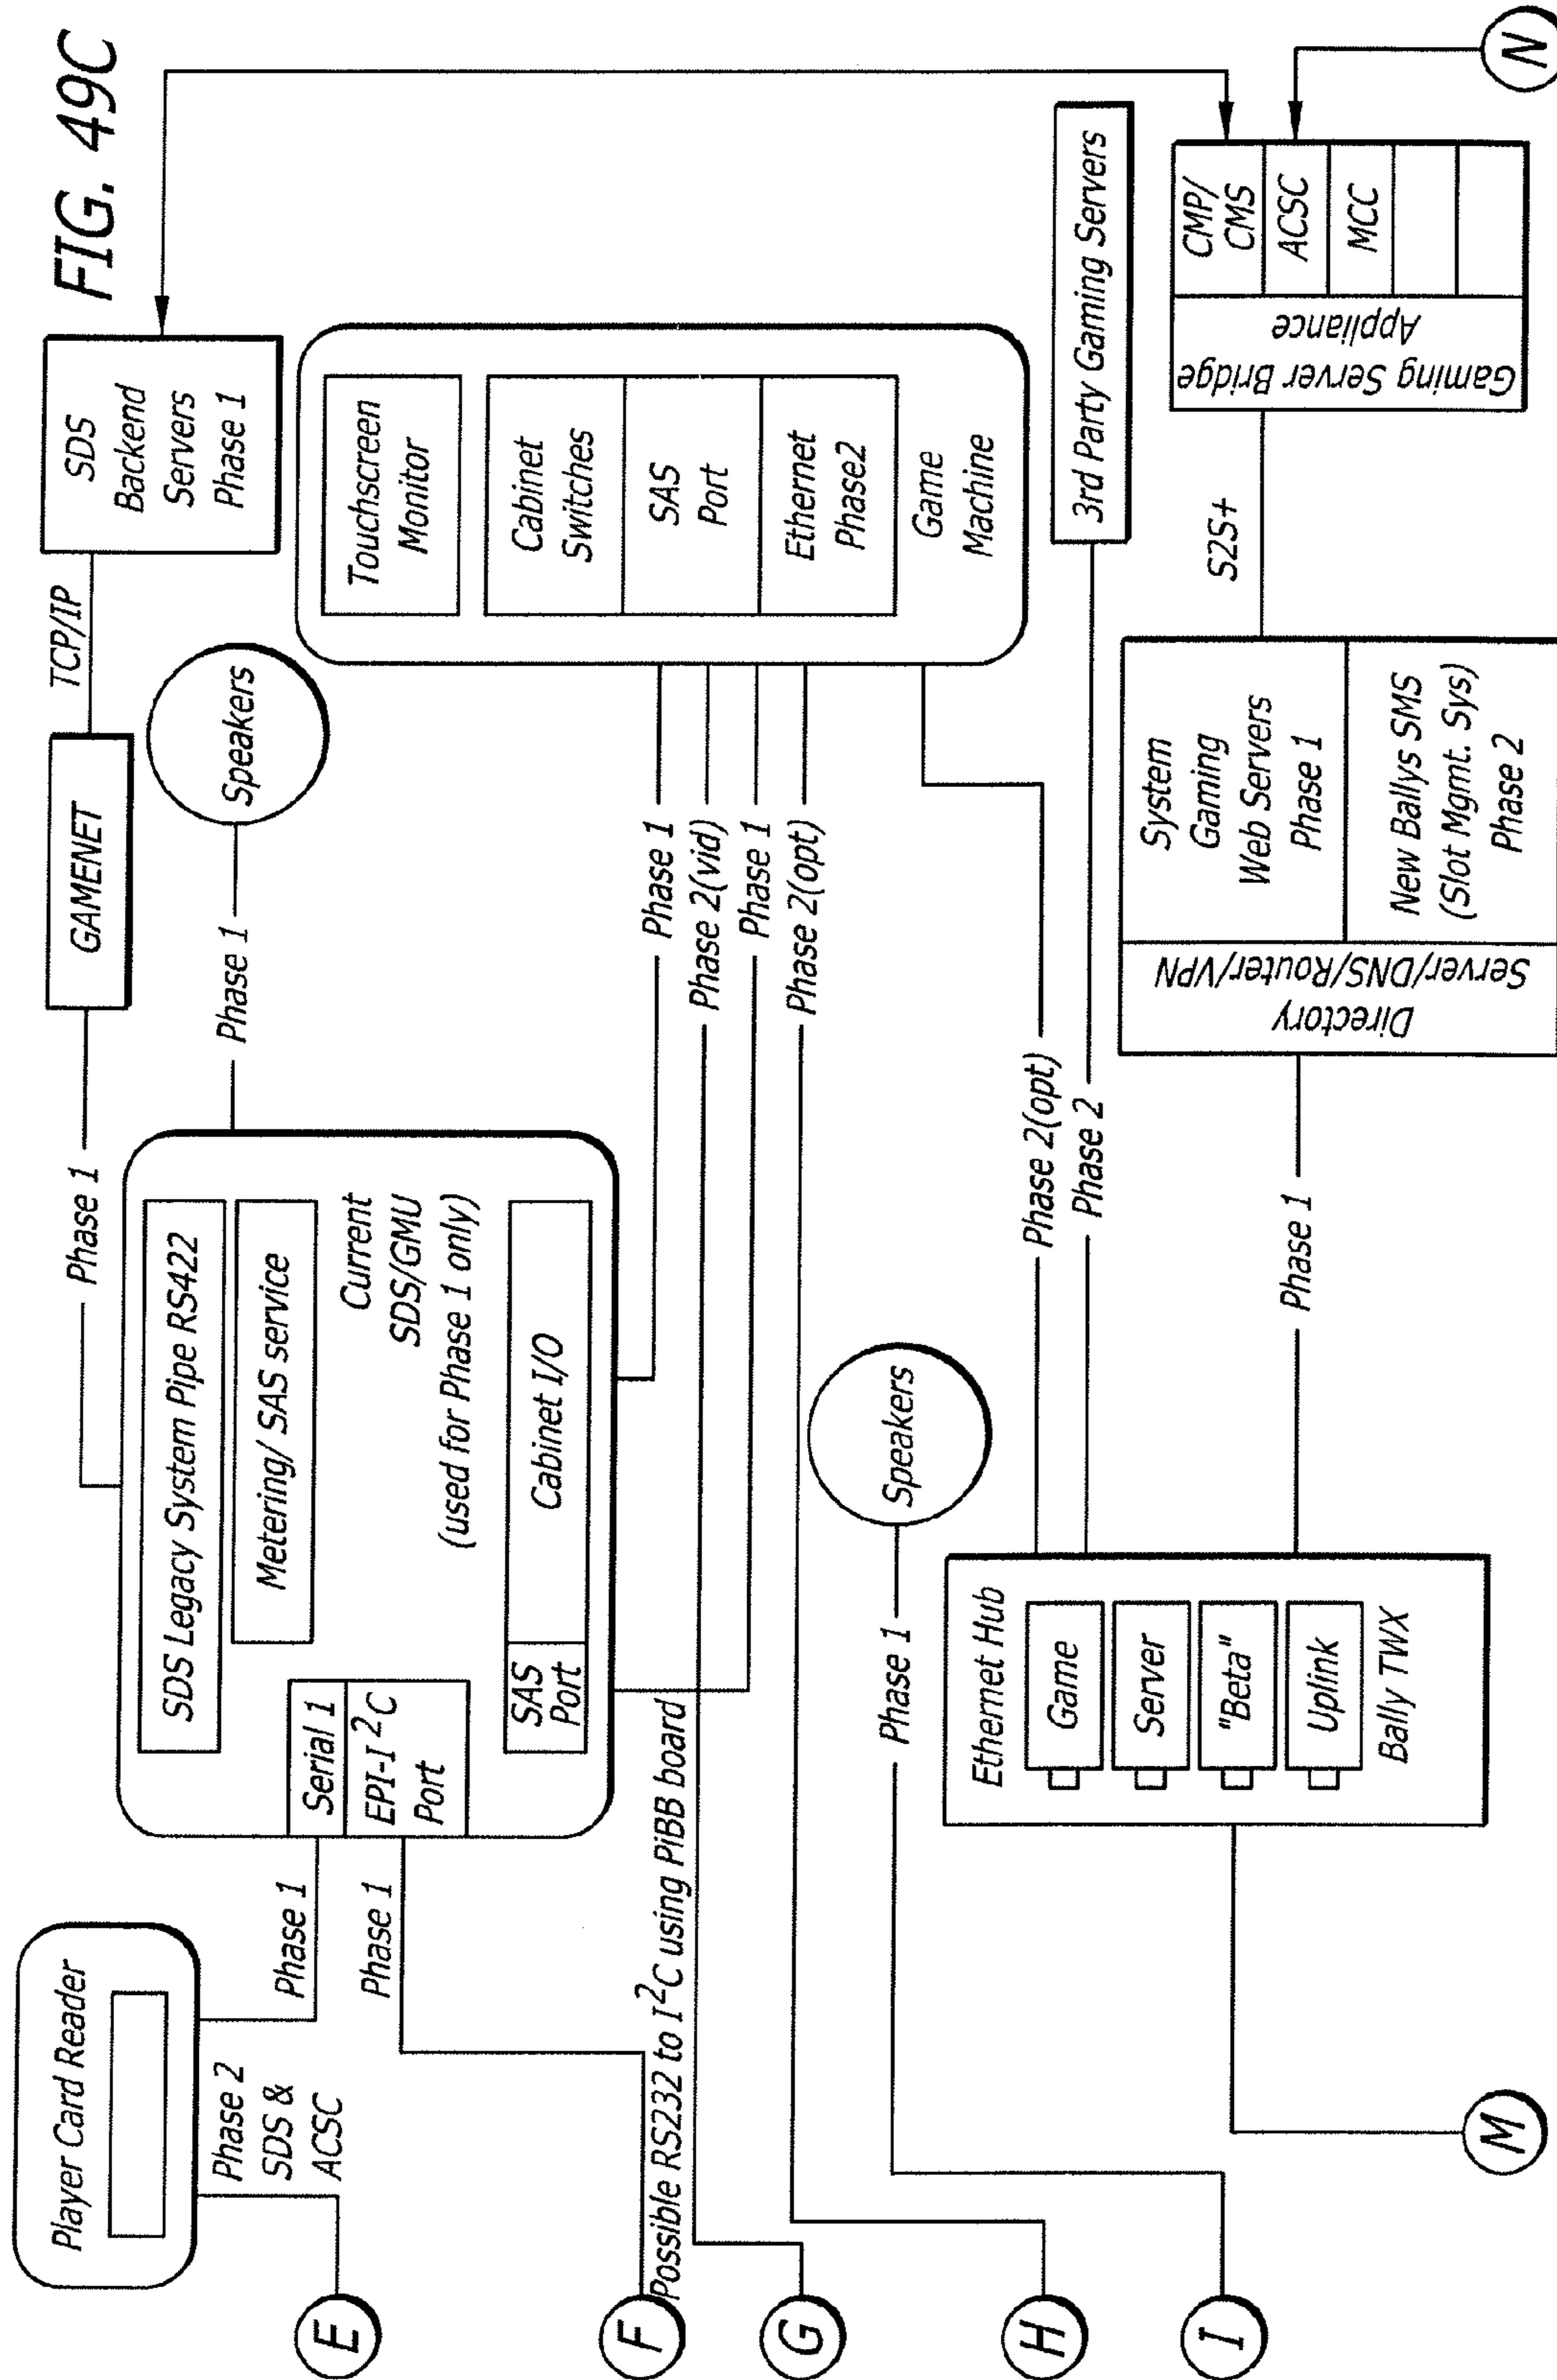 FIG. 49C
Player Card Reader
Phase 2
SDS &
ACSC
Phase 1
Phase 1
E
F
G
H
I
M
N
Possible RS232 to I²C using PiBB board
SDS Legacy System Pipe RS422
Metering/ SAS service
Serial 1
EPI-I²C
Port
Current
SDS/GMU
(used for Phase 1 only)
SAS
Port
Cabinet I/O
Phase 1
GAMENET
TCP/IP
SDS
Backend
Servers
Phase 1
Phase 1
Speakers
Touchscreen
Monitor
Cabinet
Switches
SAS
Port
Ethernet
Phase2
Game
Machine
Phase 1
Phase 2(vid)
Phase 1
Phase 2(opt)
Phase 1
Speakers
Phase 2(opt)
Phase 2
3rd Party Gaming Servers
Ethernet Hub
Game
Server
"Beta"
Uplink
Bally TWX
Phase 1
Directory
Server/DNS/Router/VPN
System
Gaming
Web Servers
Phase 1
New Ballys SMS
(Slot Mgmt. Sys)
Phase 2
S2S+
Gaming Server Bridge
Appliance
CMP/
CMS
ACSC
MCC